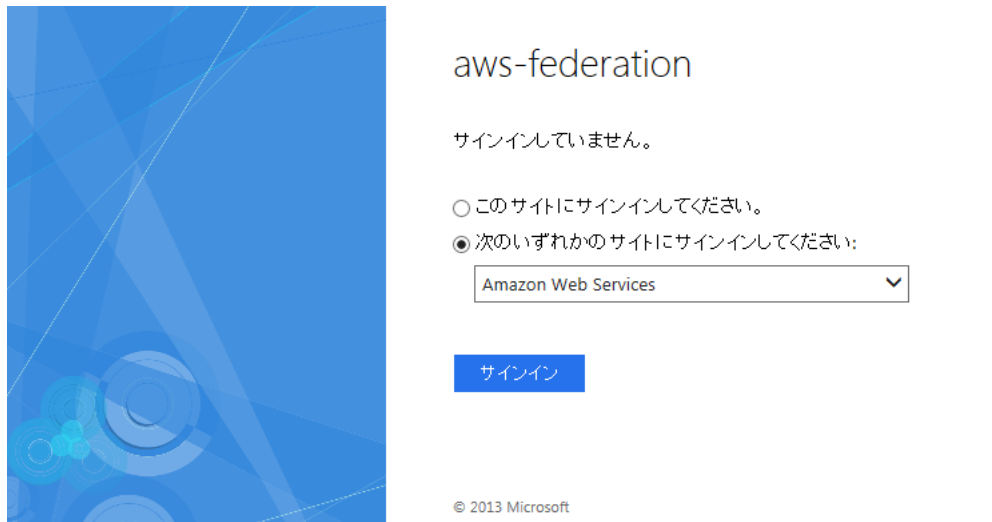 aws-federation
サインインしていません。
このサイトにサインインしてください。
次のいずれかのサイトにサインインしてください:
Amazon Web Services
サインイン
© 2013 Microsoft